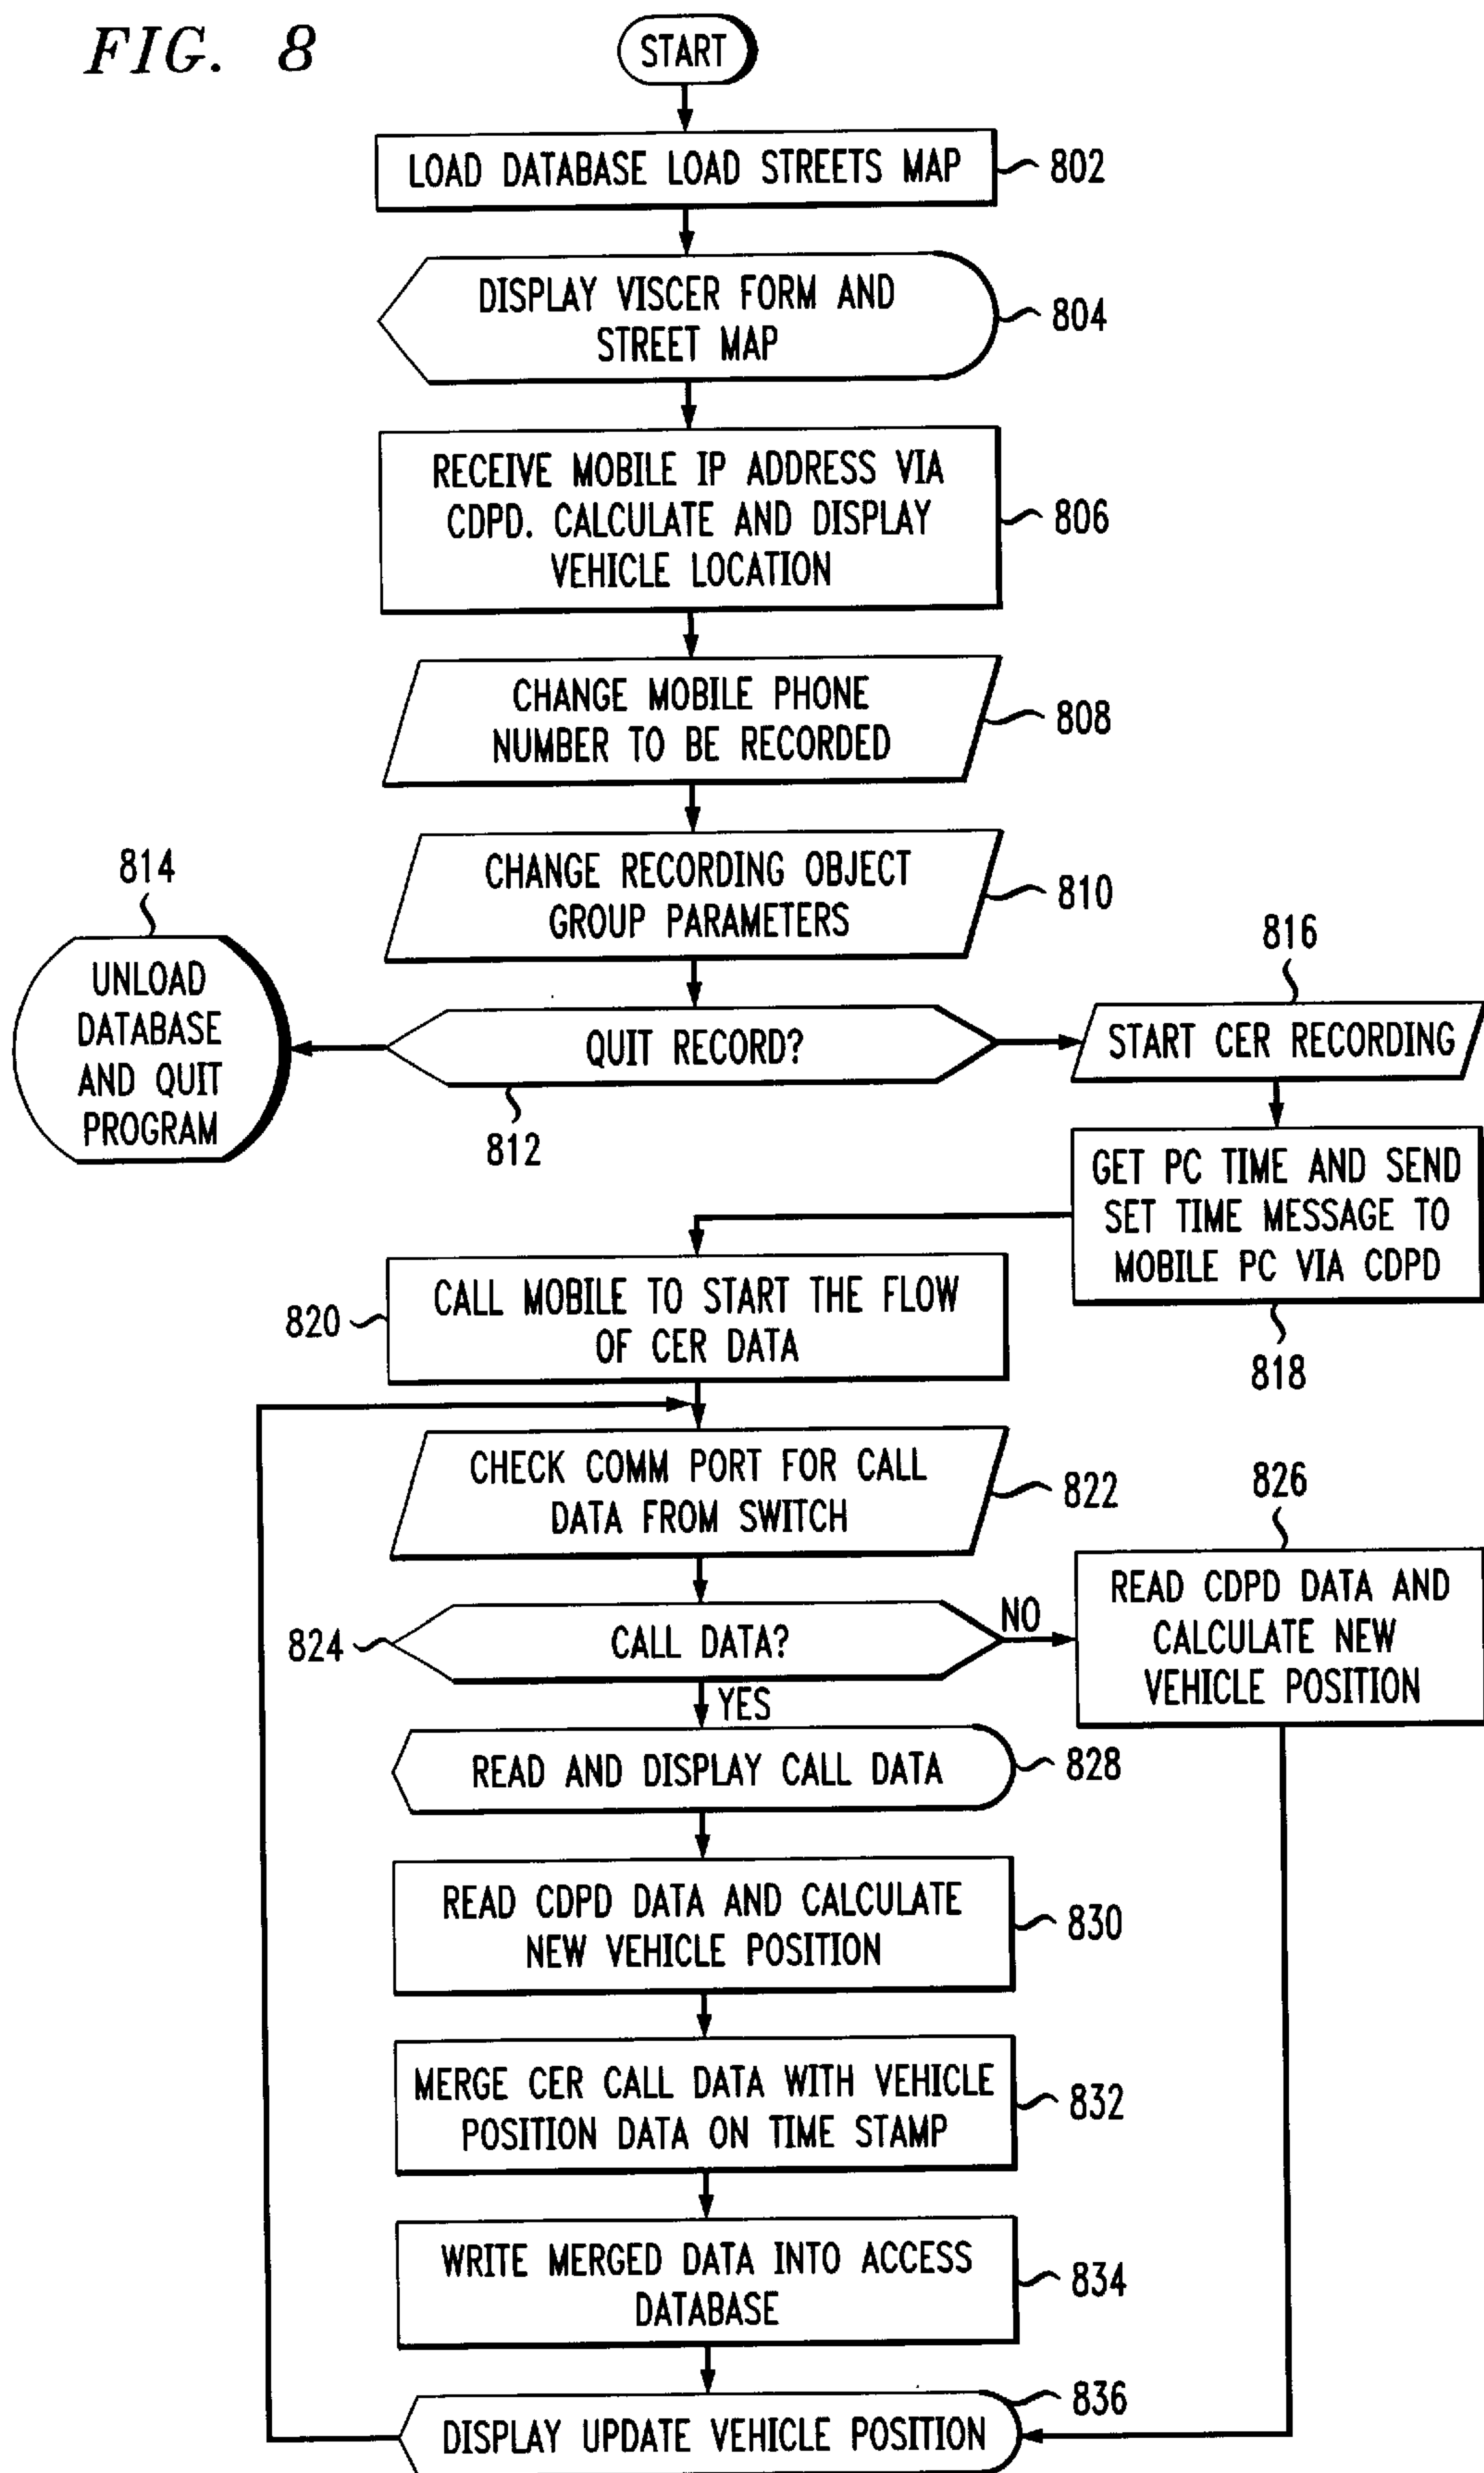 FIG. 8
START
LOAD DATABASE LOAD STREETS MAP
802
DISPLAY VISCER FORM AND
STREET MAP
804
RECEIVE MOBILE IP ADDRESS VIA
CDPD. CALCULATE AND DISPLAY
VEHICLE LOCATION
806
CHANGE MOBILE PHONE
NUMBER TO BE RECORDED
808
CHANGE RECORDING OBJECT
GROUP PARAMETERS
810
814
UNLOAD
DATABASE
AND QUIT
PROGRAM
QUIT RECORD?
812
816
START CER RECORDING
GET PC TIME AND SEND
SET TIME MESSAGE TO
MOBILE PC VIA CDPD
818
820
CALL MOBILE TO START THE FLOW
OF CER DATA
CHECK COMM PORT FOR CALL
DATA FROM SWITCH
822
824
CALL DATA?
NO
826
READ CDPD DATA AND
CALCULATE NEW
VEHICLE POSITION
YES
READ AND DISPLAY CALL DATA
828
READ CDPD DATA AND CALCULATE
NEW VEHICLE POSITION
830
MERGE CER CALL DATA WITH VEHICLE
POSITION DATA ON TIME STAMP
832
WRITE MERGED DATA INTO ACCESS
DATABASE
834
DISPLAY UPDATE VEHICLE POSITION
836